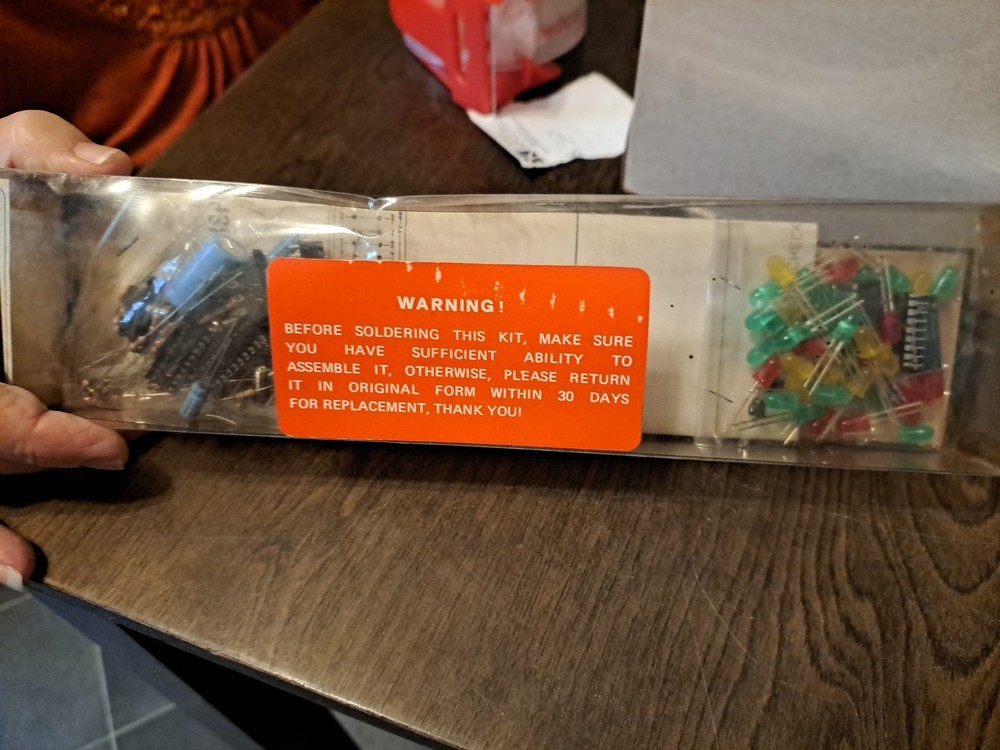 WARNING!
BEFORE SOLDERING THIS KIT, MAKE SURE
YOU HAVE SUFFICIENT ABILITY TO
ASSEMBLE IT, OTHERWISE, PLEASE RETURN
IT IN ORIGINAL FORM WITHIN 30 DAYS
FOR REPLACEMENT, THANK YOU!
CHECK